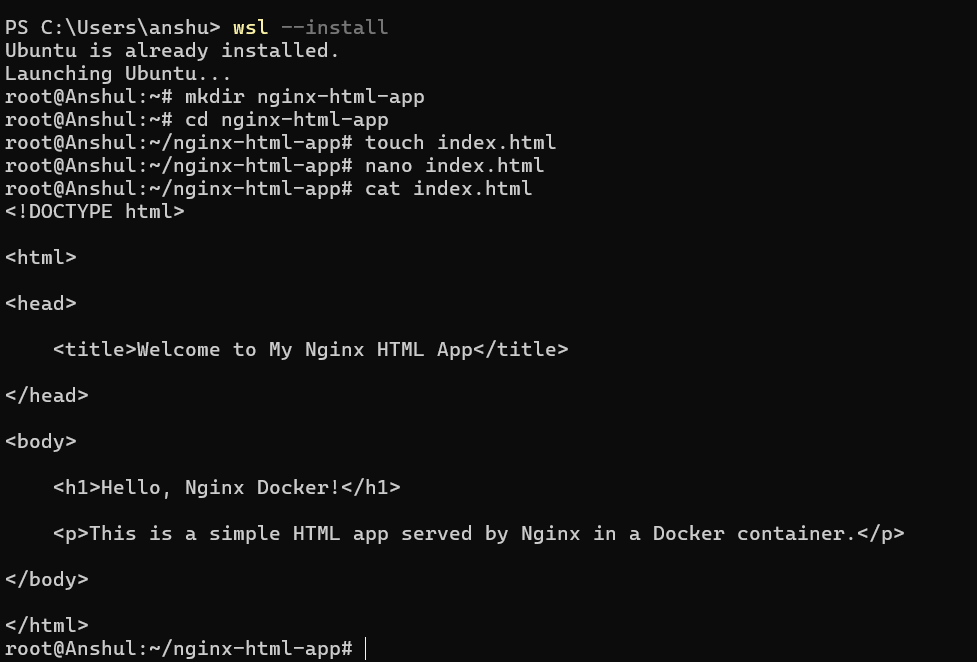 PS C:\Users\anshu> wsl --install
Ubuntu is already installed.
Launching Ubuntu...
root@Anshul:~# mkdir nginx-html-app
root@Anshul:~# cd nginx-html-app
root@Anshul:~/nginx-html-app# touch index.html
root@Anshul:~/nginx-html-app# nano index.html
root@Anshul:~/nginx-html-app# cat index.html
<!DOCTYPE html>
<html>
<head>
    <title>Welcome to My Nginx HTML App</title>
</head>
<body>
    <h1>Hello, Nginx Docker!</h1>
    <p>This is a simple HTML app served by Nginx in a Docker container.</p>
</body>
</html>
root@Anshul:~/nginx-html-app#